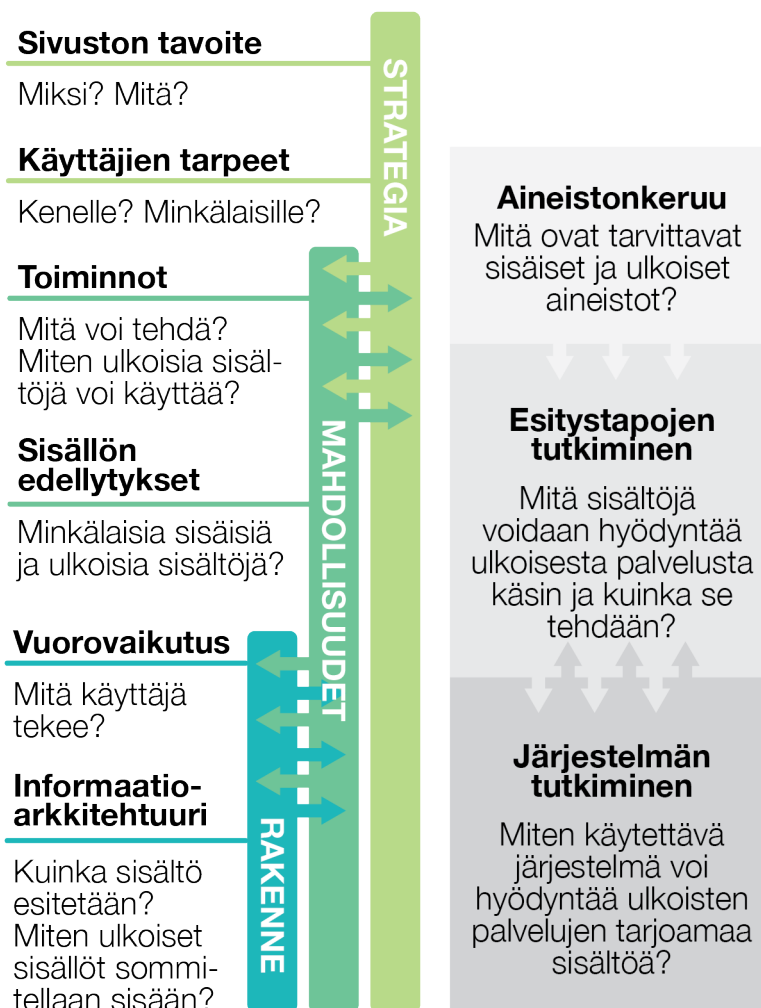 Sivuston tavoite
Miksi? Mitä?
Käyttäjien tarpeet
Kenelle? Minkälaisille?
STRATEGIA
Toiminnot
Mitä voi tehdä?
Miten ulkoisia sisäl-
töjä voi käyttää?
Sisällön
edellytykset
Minkälaisia sisäisiä
ja ulkoisia sisältöjä?
MAHDOLLISUUDET
Vuorovaikutus
Mitä käyttäjä
tekee?
Informaatio-
arkkitehtuuri
Kuinka sisältö
esitetään?
Miten ulkoiset
sisällöt sommi-
tellaan sisään?
RAKENNE
Aineistonkeruu
Mitä ovat tarvittavat
sisäiset ja ulkoiset
aineistot?
Esitystapojen
tutkiminen
Mitä sisältöjä
voidaan hyödyntää
ulkoisesta palvelusta
käsin ja kuinka se
tehdään?
Järjestelmän
tutkiminen
Miten käytettävä
järjestelmä voi
hyödyntää ulkoisten
palvelujen tarjoamaa
sisältöä?